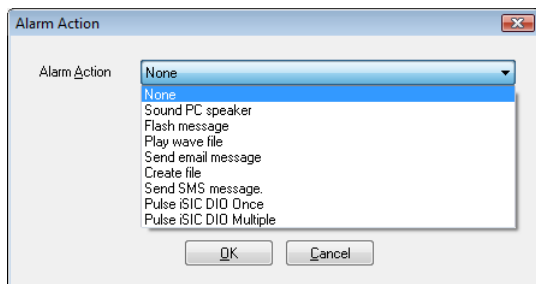 Alarm Action
Alarm Action None
None
Sound PC speaker
Flash message
Play wave file
Send email message
Create file
Send SMS message.
Pulse iSIC DIO Once
Pulse iSIC DIO Multiple
OK Cancel